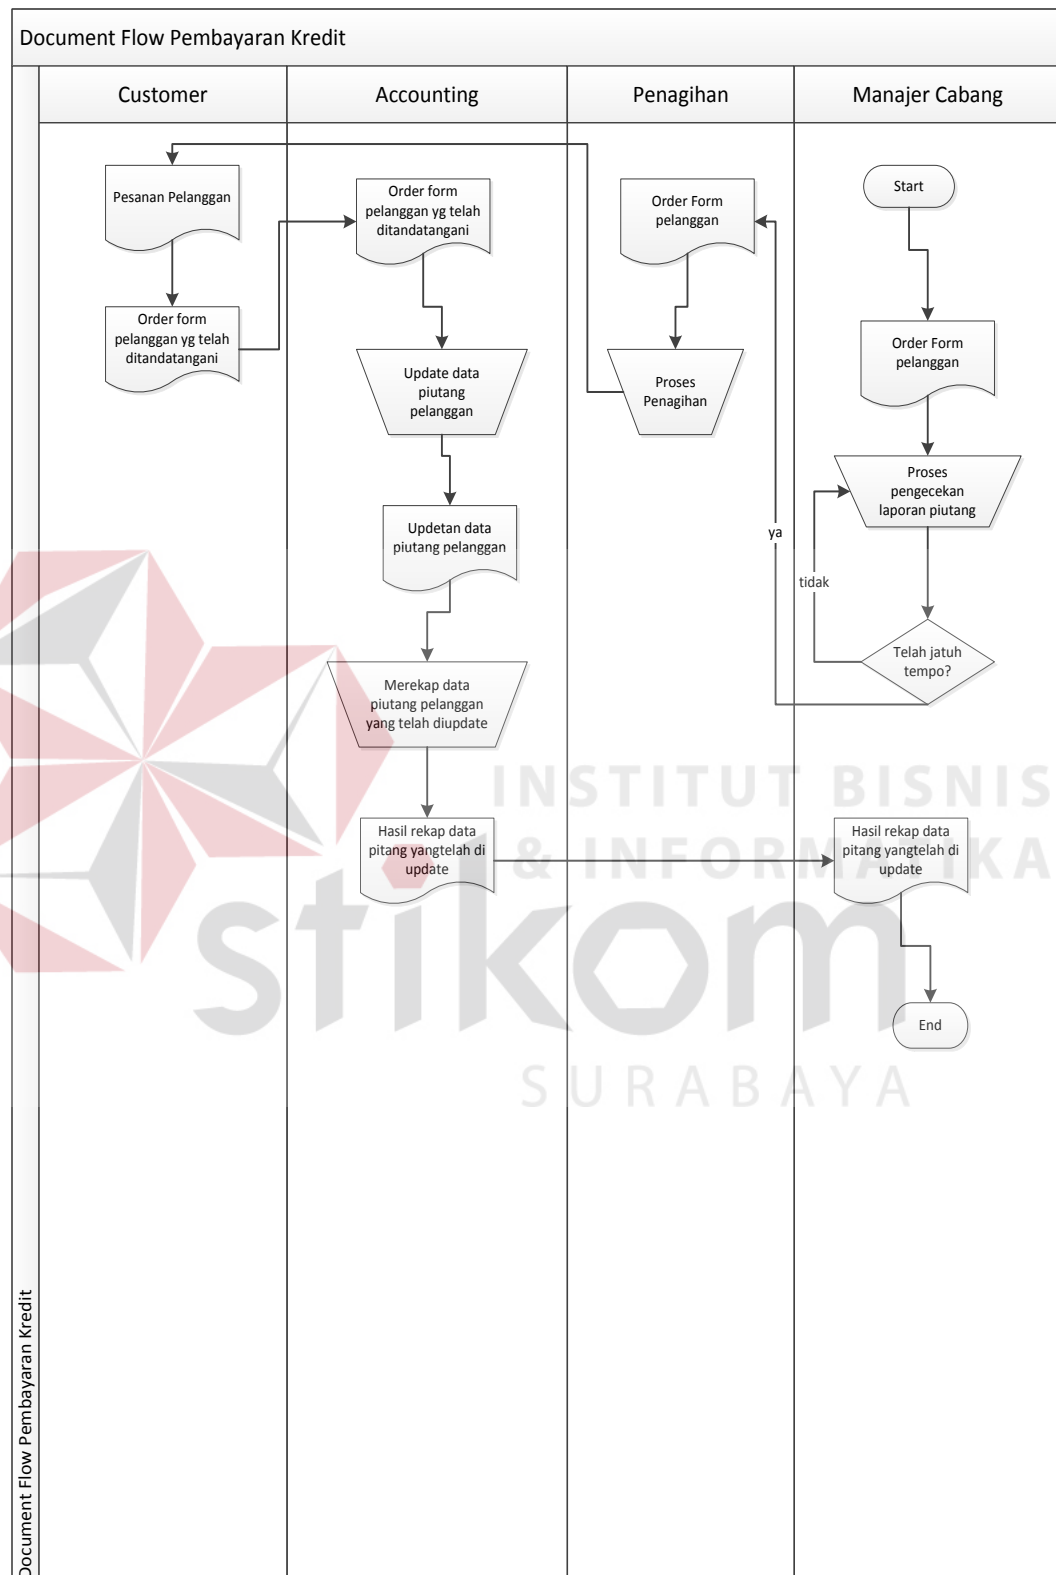 Document Flow Pembayaran Kredit
Customer
Accounting
Penagihan
Manajer Cabang
Pesanan Pelanggan
Order form
pelanggan yg telah
ditandatangani
Order form
pelanggan yg telah
ditandatangani
Update data
piutang
pelanggan
Updetan data
piutang pelanggan
Merekap data
piutang pelanggan
yang telah diupdate
Hasil rekap data
pitang yangtelah di
update
Order Form
pelanggan
Proses
Penagihan
ya
Start
Order Form
pelanggan
Proses
pengecekan
laporan piutang
tidak
Telah jatuh
tempo?
Hasil rekap data
pitang yangtelah di
update
End
Document Flow Pembayaran Kredit
INSTITUT BISNIS
& INFORMATIKA
stikom
SURABAYA